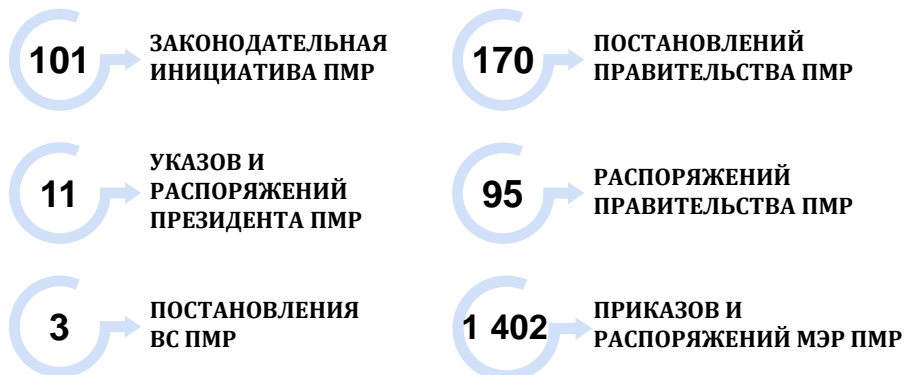 101
ЗАКОНОДАТЕЛЬНАЯ
ИНИЦИАТИВА ПМР
170
ПОСТАНОВЛЕНИЙ
ПРАВИТЕЛЬСТВА ПМР
11
УКАЗОВ И
РАСПОРЯЖЕНИЙ
ПРЕЗИДЕНТА ПМР
95
РАСПОРЯЖЕНИЙ
ПРАВИТЕЛЬСТВА ПМР
3
ПОСТАНОВЛЕНИЯ
ВС ПМР
1 402
ПРИКАЗОВ И
РАСПОРЯЖЕНИЙ МЭР ПМР